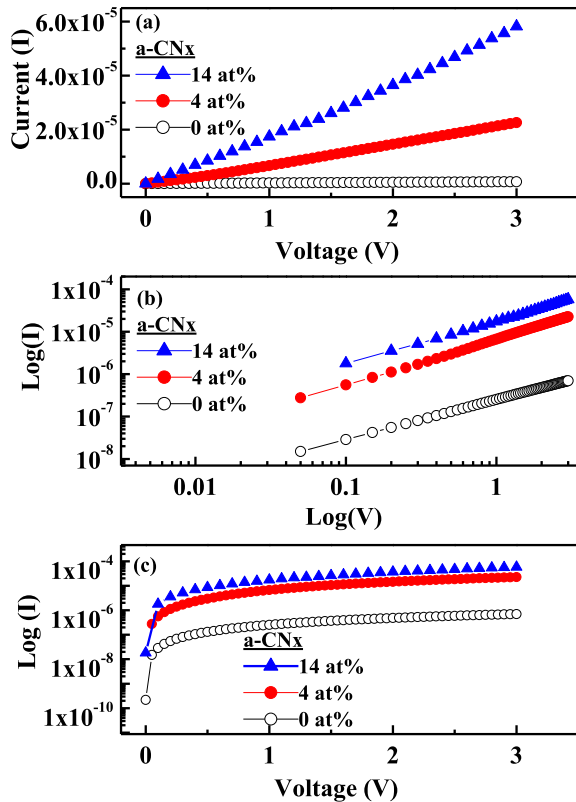 (a)
a-CNx
14 at%
4 at%
0 at%
Current (I)
6.0x10⁻⁵
4.0x10⁻⁵
2.0x10⁻⁵
0.0
0 1 2 3
Voltage (V)
(b)
a-CNx
14 at%
4 at%
0 at%
Log(I)
1x10⁻⁴
1x10⁻⁵
10⁻⁶
10⁻⁷
10⁻⁸
0.01 0.1 1
Log(V)
(c)
a-CNx
14 at%
4 at%
0 at%
Log (I)
1x10⁻⁴
1x10⁻⁶
1x10⁻⁸
1x10⁻¹⁰
0 1 2 3
Voltage (V)